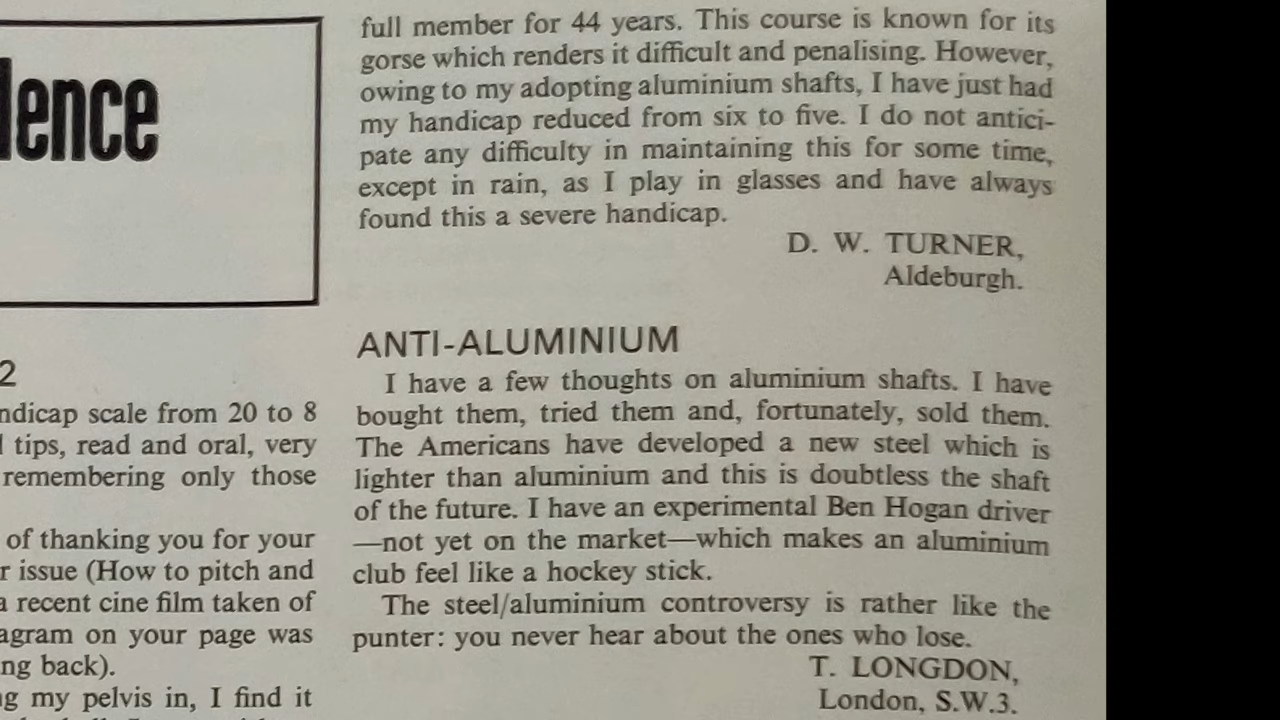 lence
2
ndicap scale from 20 to 8
tips, read and oral, very
remembering only those
of thanking you for your
r issue (How to pitch and
a recent cine film taken of
agram on your page was
ng back).
ng my pelvis in, I find it
full member for 44 years. This course is known for its
gorse which renders it difficult and penalising. However,
owing to my adopting aluminium shafts, I have just had
my handicap reduced from six to five. I do not antici-
pate any difficulty in maintaining this for some time,
except in rain, as I play in glasses and have always
found this a severe handicap.
D. W. TURNER,
Aldeburgh.
ANTI-ALUMINIUM
I have a few thoughts on aluminium shafts. I have
bought them, tried them and, fortunately, sold them.
The Americans have developed a new steel which is
lighter than aluminium and this is doubtless the shaft
of the future. I have an experimental Ben Hogan driver
—not yet on the market—which makes an aluminium
club feel like a hockey stick.
The steel/aluminium controversy is rather like the
punter: you never hear about the ones who lose.
T. LONGDON,
London, S.W.3.